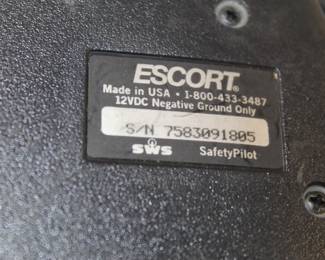 ESCORT®
Made in USA • 1-800-433-3487
12VDC Negative Ground Only
S/N 7583091805
SWS SafetyPilot